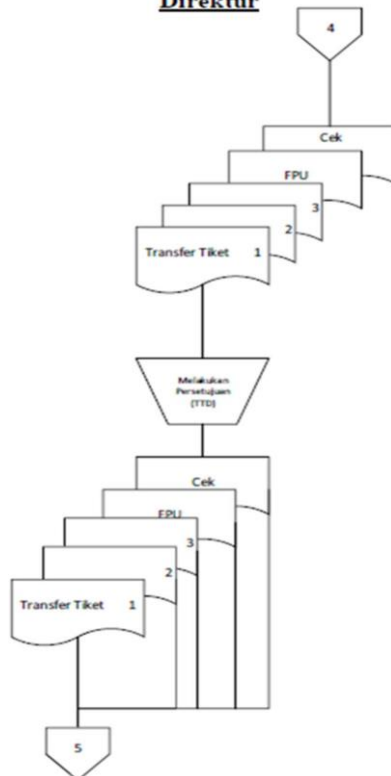 Direktur
4
Cek
FPU
3
2
Transfer Tiket 1
Melakukan
Persetujuan
(TTD)
Cek
FPU
3
2
Transfer Tiket 1
5